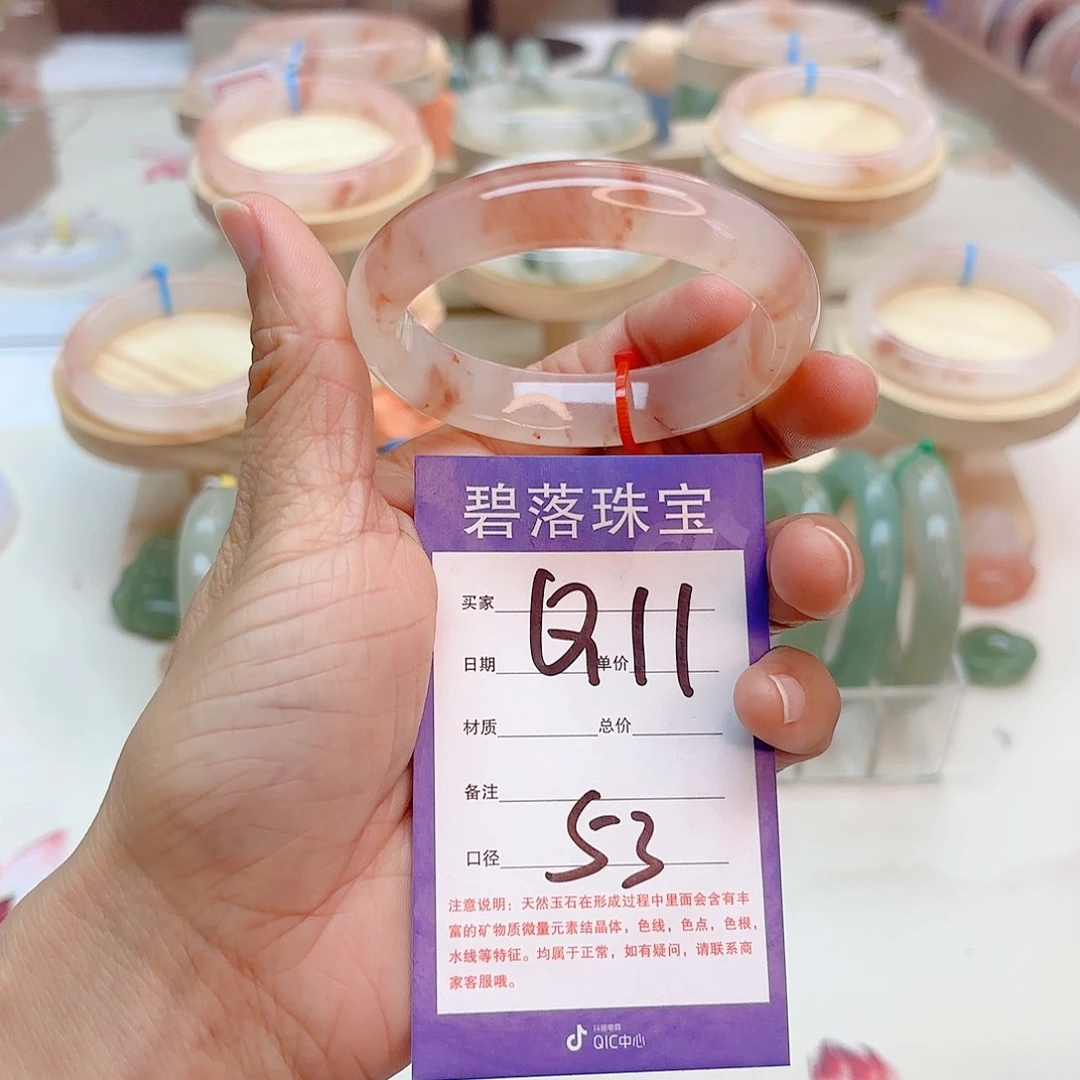 碧落珠宝
买家 Q11
日期 单价
材质 总价
备注
口径 53
注意说明：天然玉石在形成过程中里面会含有丰
富的矿物质微量元素结晶体，色线，色点，色根，
水线等特征。均属于正常，如有疑问，请联系商
家客服哦。
抖音电商
QIC中心